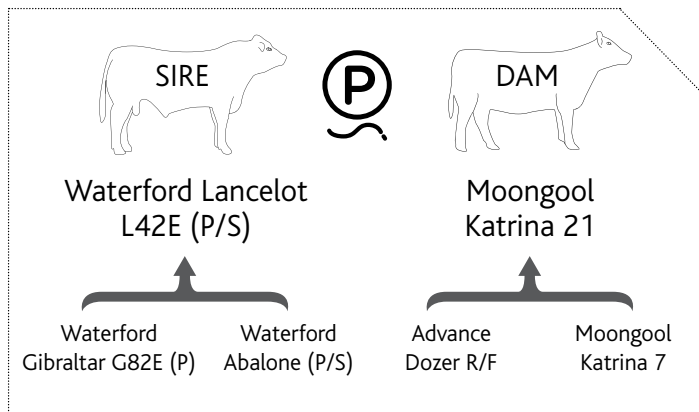 SIRE
P
DAM
Waterford Lancelot
L42E (P/S)
Moongool
Katrina 21
Waterford
Gibraltar G82E (P)
Waterford
Abalone (P/S)
Advance
Dozer R/F
Moongool
Katrina 7